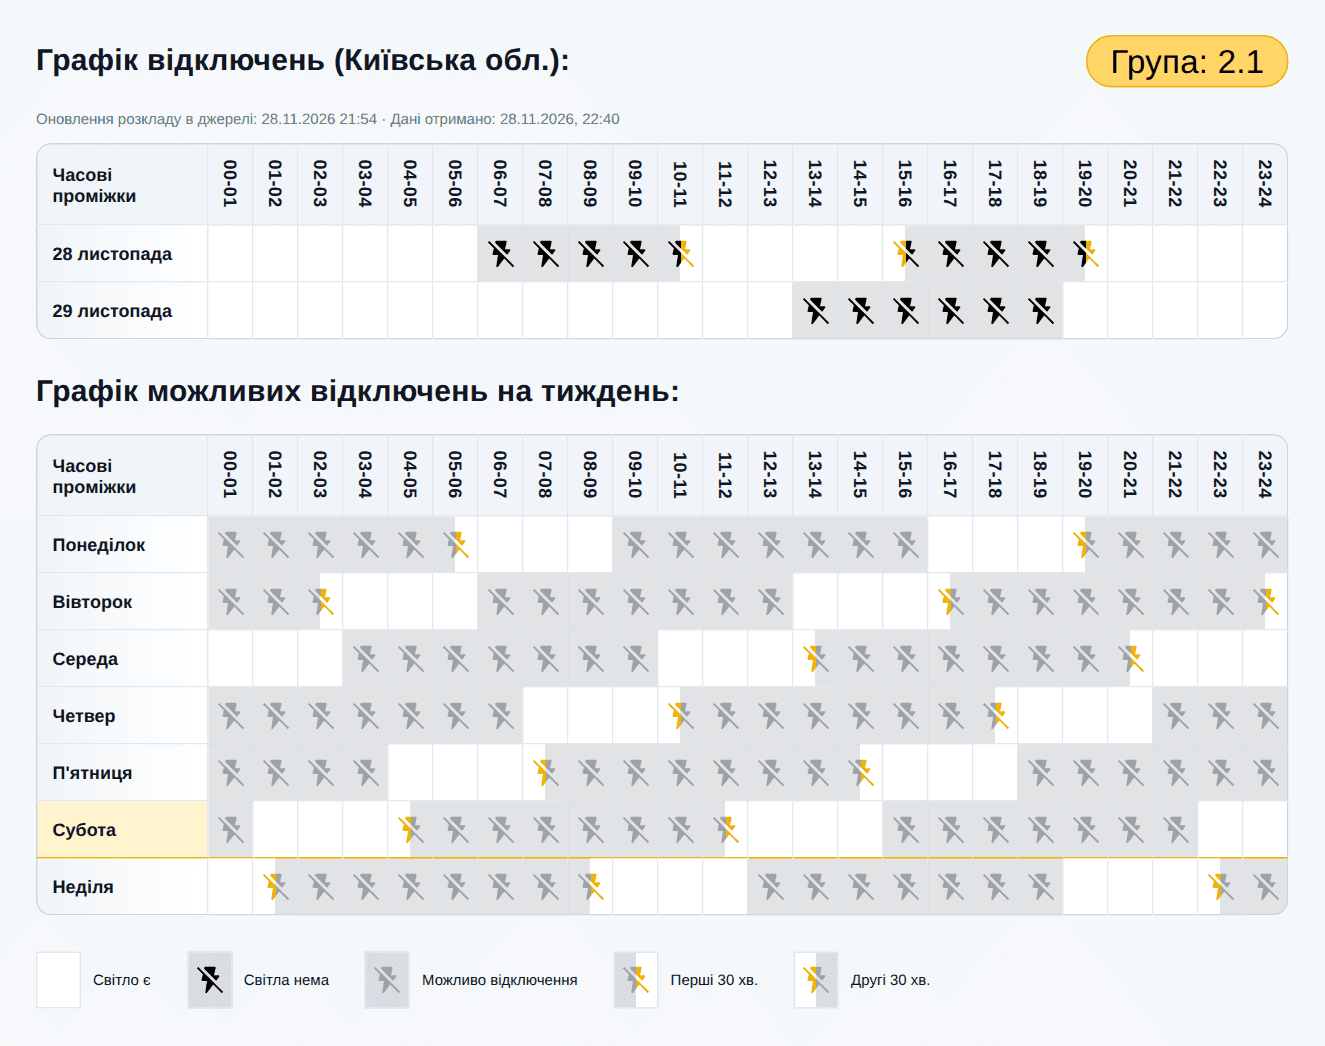 Графік відключень (Київська обл.):
Група: 2.1
Оновлення розкладу в джерелі: 28.11.2026 21:54 · Дані отримано: 28.11.2026, 22:40
Часові
проміжки
00-01 01-02 02-03 03-04 04-05 05-06 06-07 07-08 08-09 09-10 10-11 11-12 12-13 13-14 14-15 15-16 16-17 17-18 18-19 19-20 20-21 21-22 22-23 23-24
28 листопада
29 листопада
Графік можливих відключень на тиждень:
Часові
проміжки
00-01 01-02 02-03 03-04 04-05 05-06 06-07 07-08 08-09 09-10 10-11 11-12 12-13 13-14 14-15 15-16 16-17 17-18 18-19 19-20 20-21 21-22 22-23 23-24
Понеділок
Вівторок
Середа
Четвер
П'ятниця
Субота
Неділя
Світло є
Світла нема
Можливо відключення
Перші 30 хв.
Другі 30 хв.